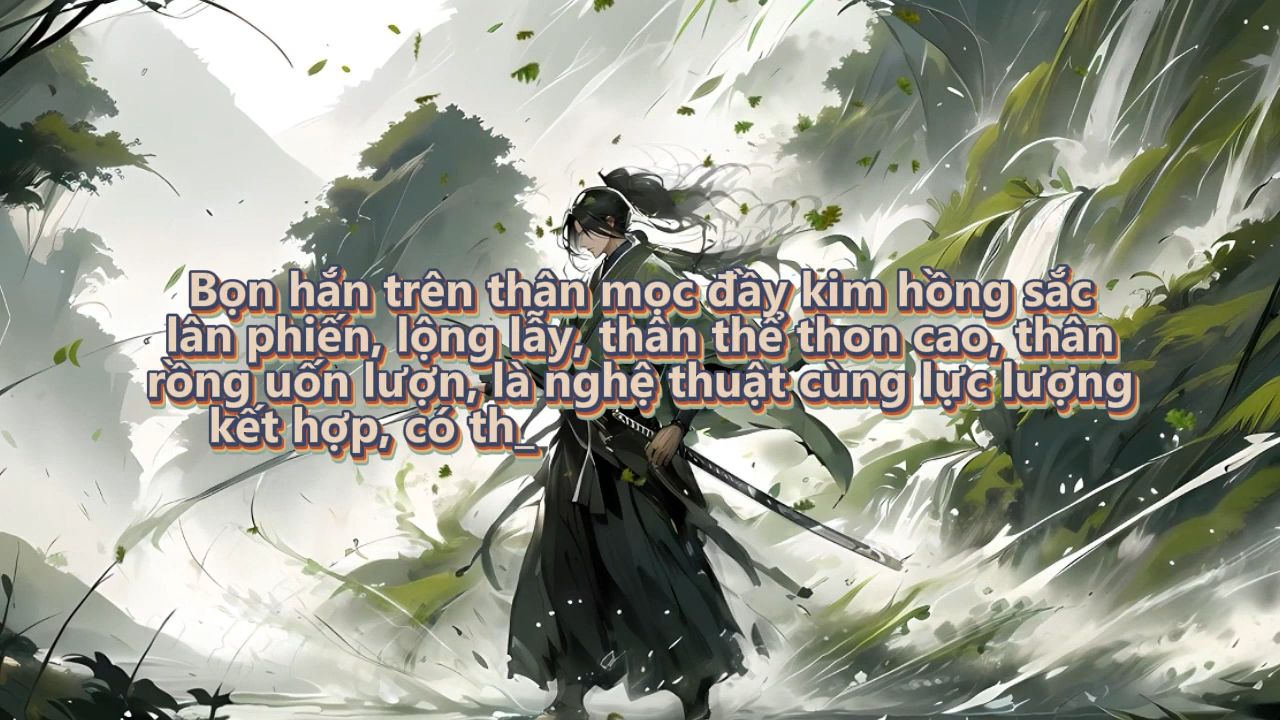 Bọn hắn trên thân mọc đầy kim hồng sắc
lân phiến, lộng lẫy, thân thể thon cao, thân
rồng uốn lượn, là nghệ thuật cùng lực lượng
kết hợp, có th_